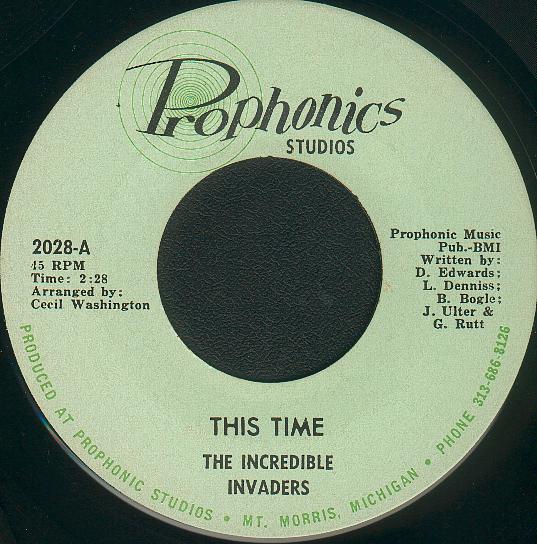 Prophonics
STUDIOS
2028-A
45 RPM
Time: 2:28
Arranged by:
Cecil Washington
Prophonic Music
Pub.-BMI
Written by:
D. Edwards;
L. Denniss;
B. Bogle;
J. Ulter &
G. Rutt
THIS TIME
THE INCREDIBLE
INVADERS
PRODUCED AT PROPHONIC STUDIOS • MT. MORRIS, MICHIGAN • PHONE 313-686-8126